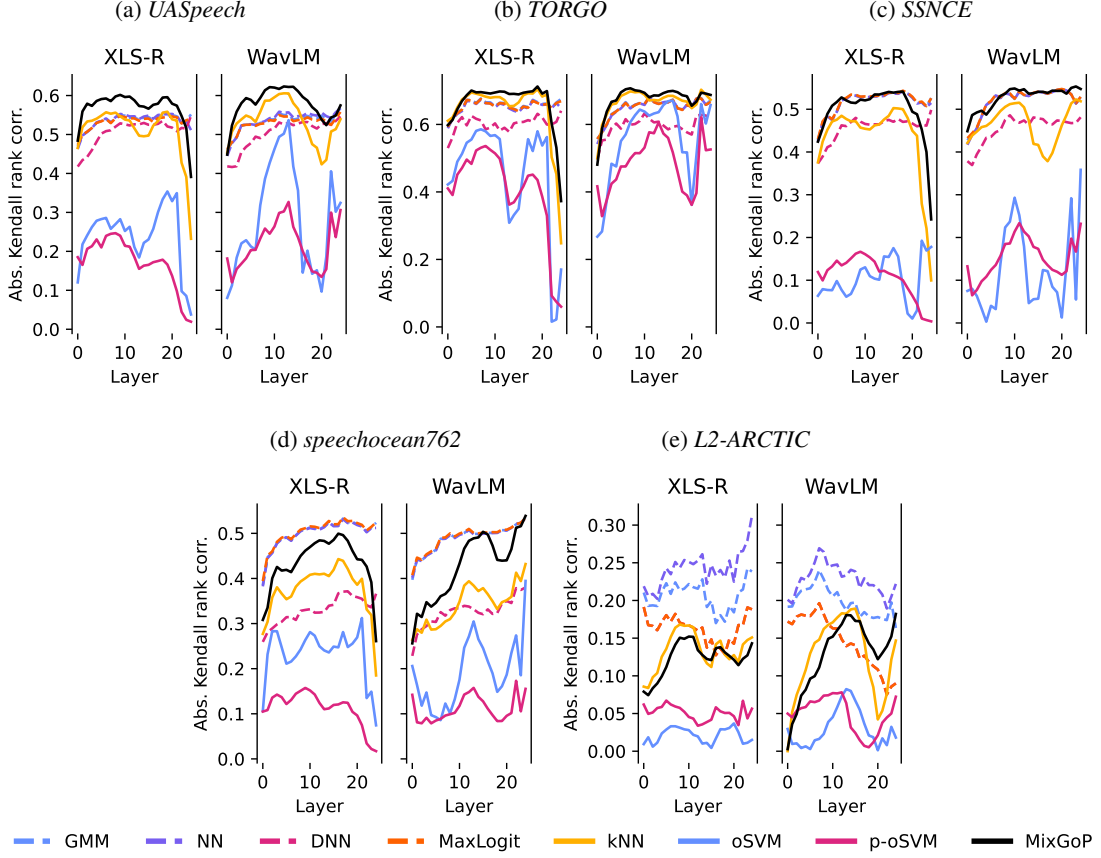 (a) UASpeech
(b) TORGO
(c) SSNCE
XLS-R WavLM
XLS-R WavLM
XLS-R WavLM
Abs. Kendall rank corr.
0.6
0.5
0.4
0.3
0.2
0.1
0.0
0 10 20
Layer
0 10 20
Layer
Abs. Kendall rank corr.
0.6
0.4
0.2
0.0
0 10 20
Layer
0 10 20
Layer
Abs. Kendall rank corr.
0.5
0.4
0.3
0.2
0.1
0.0
0 10 20
Layer
0 10 20
Layer
(d) speechocean762
(e) L2-ARCTIC
XLS-R WavLM
XLS-R WavLM
Abs. Kendall rank corr.
0.5
0.4
0.3
0.2
0.1
0.0
0 10 20
Layer
0 10 20
Layer
Abs. Kendall rank corr.
0.30
0.25
0.20
0.15
0.10
0.05
0.00
0 10 20
Layer
0 10 20
Layer
GMM NN DNN MaxLogit kNN oSVM p-oSVM MixGoP